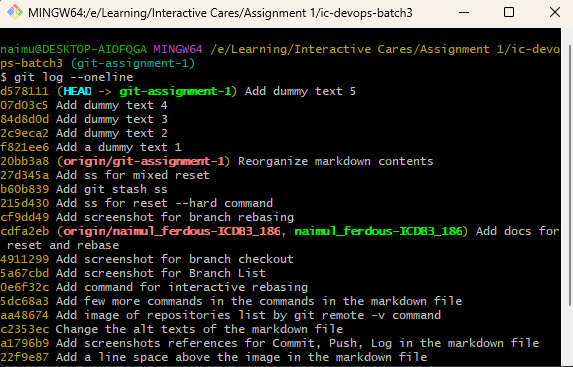 MINGW64:/e/Learning/Interactive Cares/Assignment 1/ic-devops-batch3
naimu@DESKTOP-AIOFQGA MINGW64 /e/Learning/Interactive Cares/Assignment 1/ic-devo
ps-batch3 (git-assignment-1)
$ git log --oneline
d578111 (HEAD -> git-assignment-1) Add dummy text 5
07d03c5 Add dummy text 4
84d8d0d Add dummy text 3
2c9eca2 Add dummy text 2
f821ee6 Add a dummy text 1
20bb3a8 (origin/git-assignment-1) Reorganize markdown contents
27d345a Add ss for mixed reset
b60b839 Add git stash ss
215d430 Add ss for reset --hard command
cf9dd49 Add screenshot for branch rebasing
cdfa2eb (origin/naimul_ferdous-ICDB3_186, naimul_ferdous-ICDB3_186) Add docs for
 reset and rebase
4911299 Add screenshot for branch checkout
5a67cbd Add screenshot for Branch List
0e6f32c Add command for interactive rebasing
5dc68a3 Add few more commands in the commands in the markdown file
aa48674 Add image of repositories list by git remote -v command
c2353ec Change the alt texts of the markdown file
a1796b9 Add screenshots references for Commit, Push, Log in the markdown file
22f9e87 Add a line space above the image in the markdown file